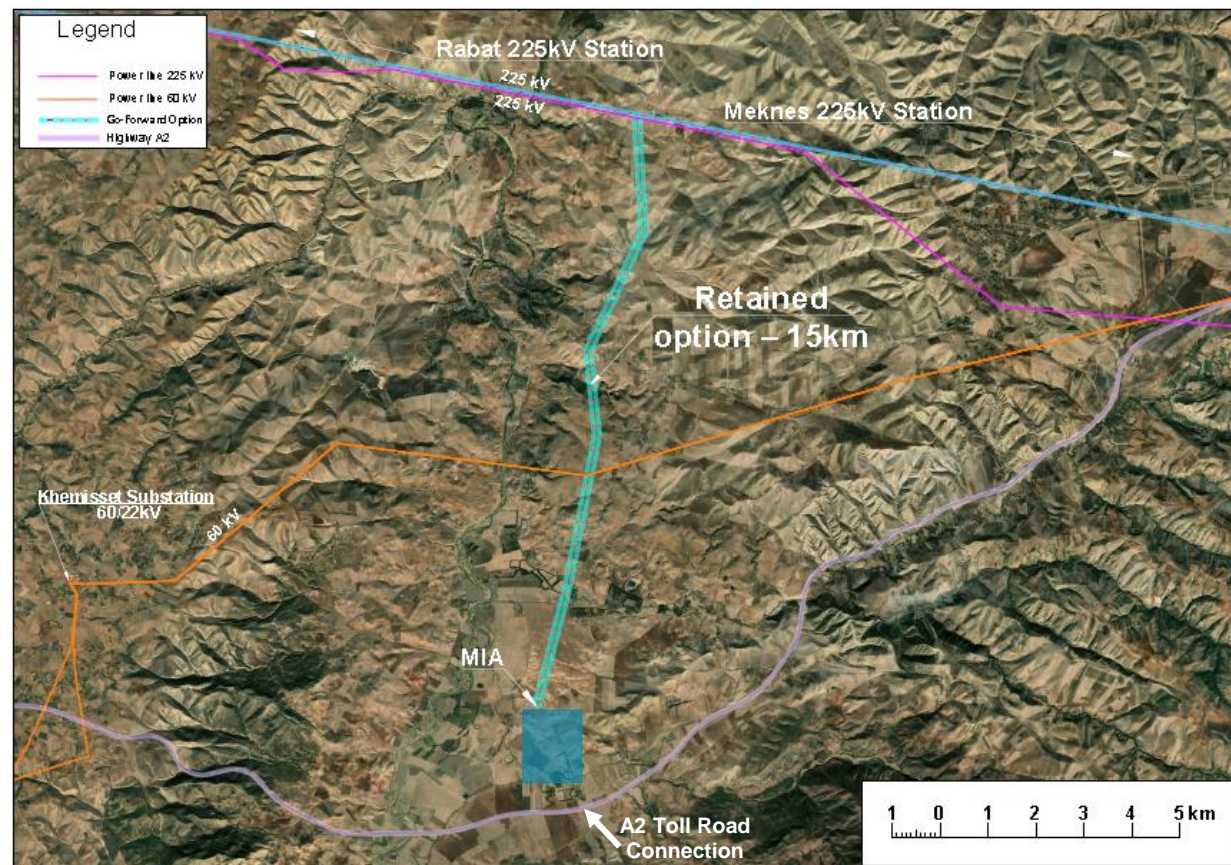 Legend
Power line 225 kV
Power line 60 kV
Go-Forward Option
Highway A2
Rabat 225kV Station
225 kV
225 kV
Meknes 225kV Station
Retained
option – 15km
Khemisset Substation
60/22kV
60 kV
MIA
A2 Toll Road
Connection
1 0 1 2 3 4 5 km